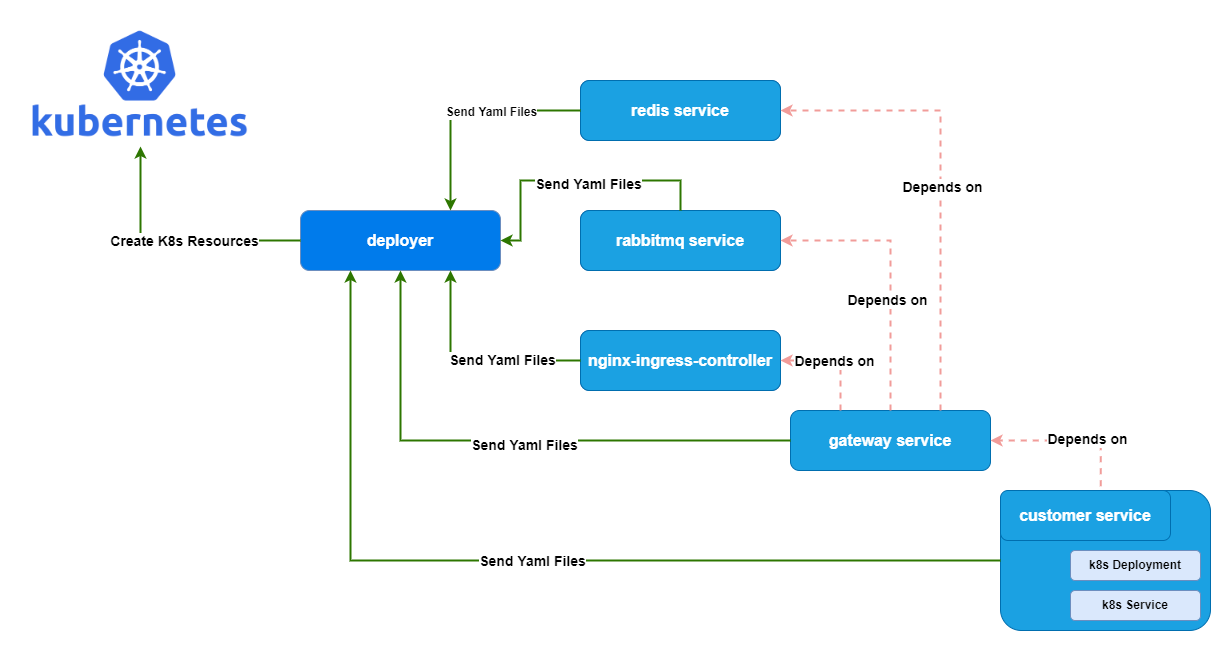 kubernetes
Send Yaml Files
redis service
Depends on
Send Yaml Files
Create K8s Resources
deployer
rabbitmq service
Depends on
Send Yaml Files
nginx-ingress-controller
Depends on
Send Yaml Files
gateway service
Depends on
customer service
Send Yaml Files
k8s Deployment
k8s Service